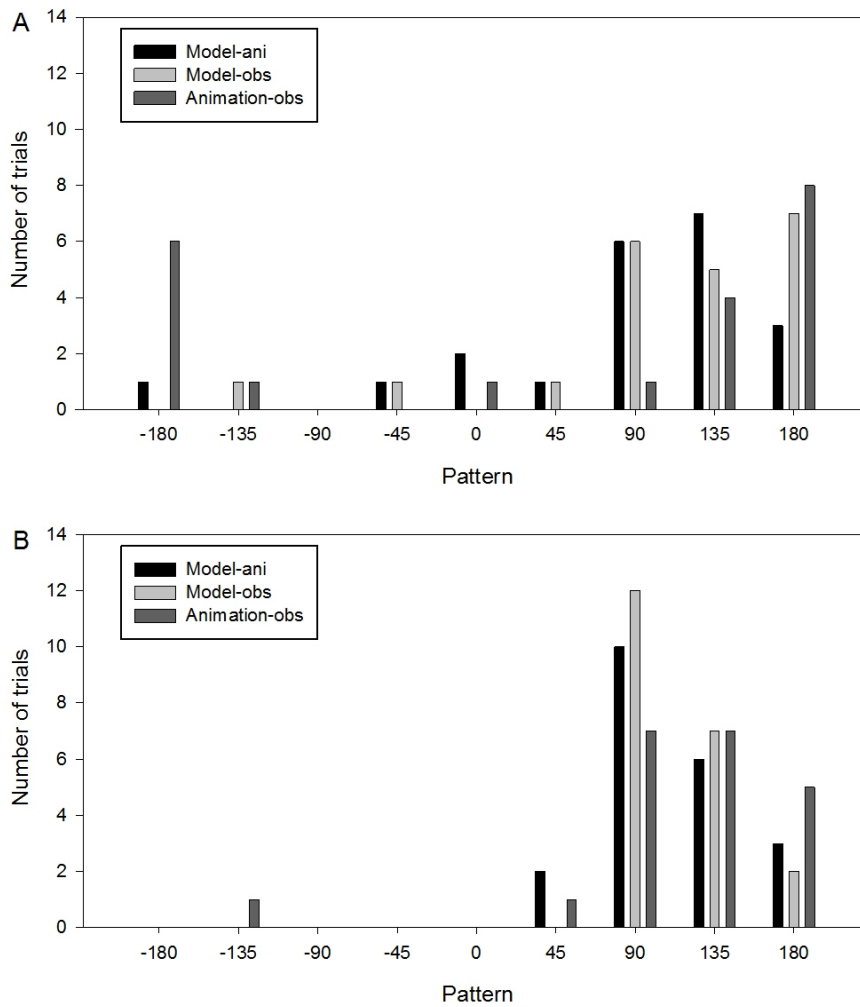 A
14
12
10
8
6
4
2
0
Number of trials
Model-ani
Model-obs
Animation-obs
-180 -135 -90 -45 0 45 90 135 180
Pattern
B
14
12
10
8
6
4
2
0
Number of trials
Model-ani
Model-obs
Animation-obs
-180 -135 -90 -45 0 45 90 135 180
Pattern